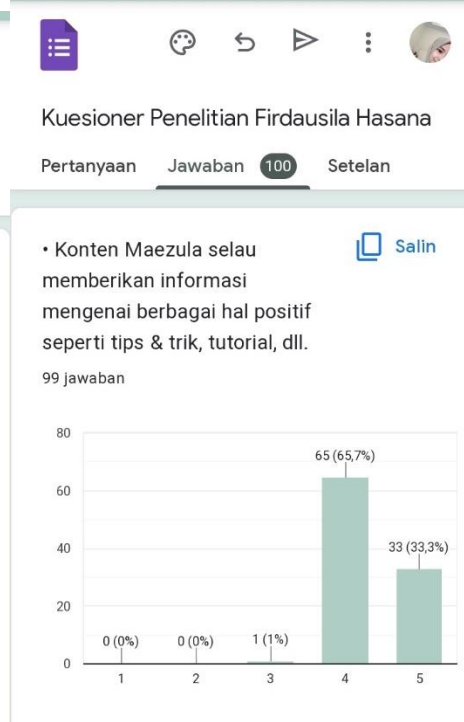 Kuesioner Penelitian Firdausila Hasana
Pertanyaan Jawaban 100 Setelan
• Konten Maezula selau
memberikan informasi
mengenai berbagai hal positif
seperti tips & trik, tutorial, dll.
Salin
99 jawaban
80
60
40
20
0
0 (0%)
0 (0%)
1 (1%)
65 (65,7%)
33 (33,3%)
1 2 3 4 5